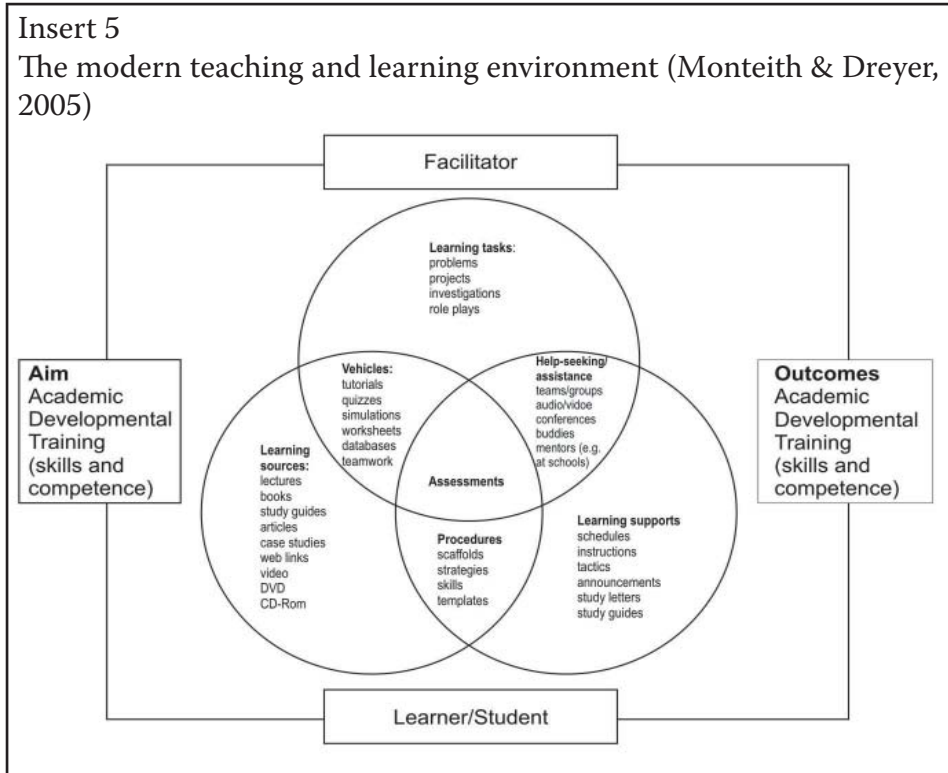 Insert 5
The modern teaching and learning environment (Monteith & Dreyer,
2005)
Facilitator
Learning tasks:
problems
projects
investigations
role plays
Aim
Academic
Developmental
Training
(skills and
competence)
Vehicles:
tutorials
quizzes
simulations
worksheets
databases
teamwork
Help-seeking/
assistance
teams/groups
audio/vidoe
conferences
buddies
mentors (e.g.
at schools)
Outcomes
Academic
Developmental
Training
(skills and
competence)
Learning
sources:
lectures
books
study guides
articles
case studies
web links
video
DVD
CD-Rom
Assessments
Procedures
scaffolds
strategies
skills
templates
Learning supports
schedules
instructions
tactics
announcements
study letters
study guides
Learner/Student